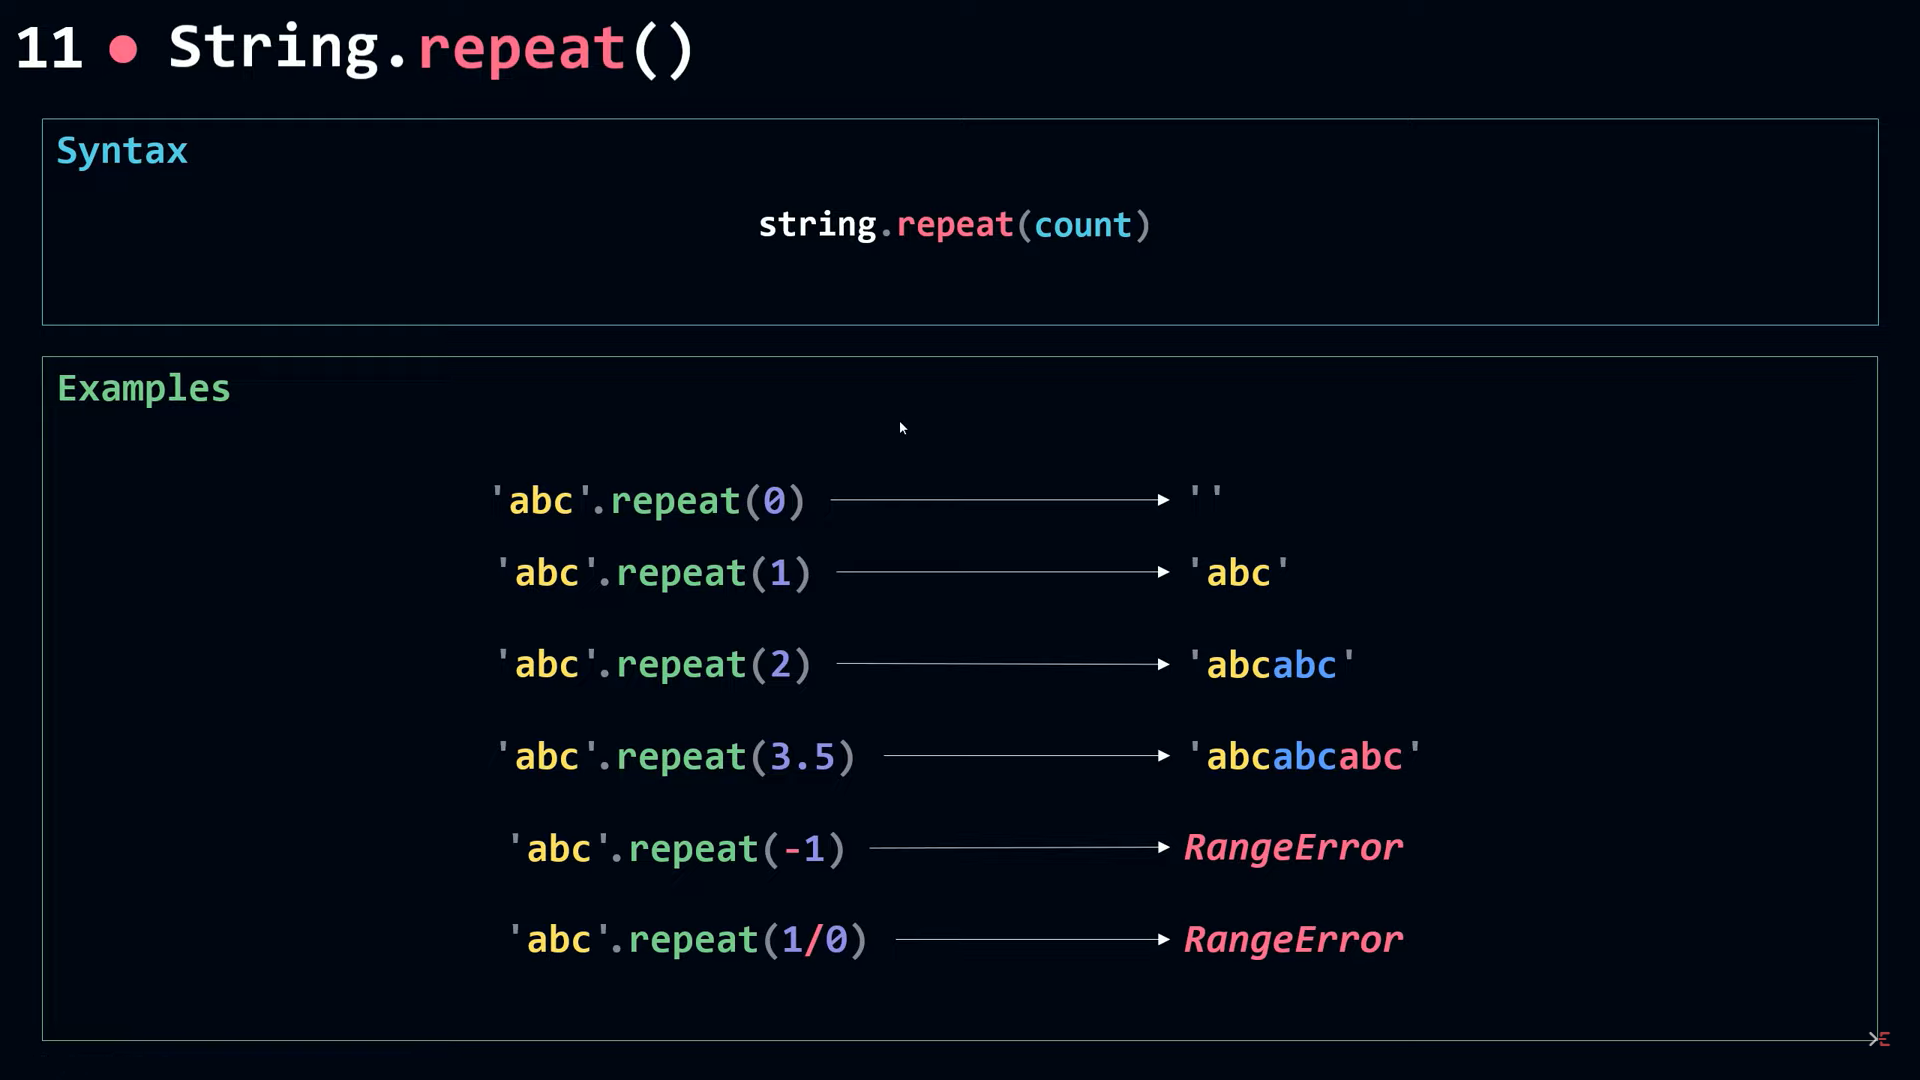 11 • String.repeat()
Syntax
string.repeat(count)
Examples
'abc'.repeat(0) ''
'abc'.repeat(1) 'abc'
'abc'.repeat(2) 'abcabc'
'abc'.repeat(3.5) 'abcabcabc'
'abc'.repeat(-1) RangeError
'abc'.repeat(1/0) RangeError